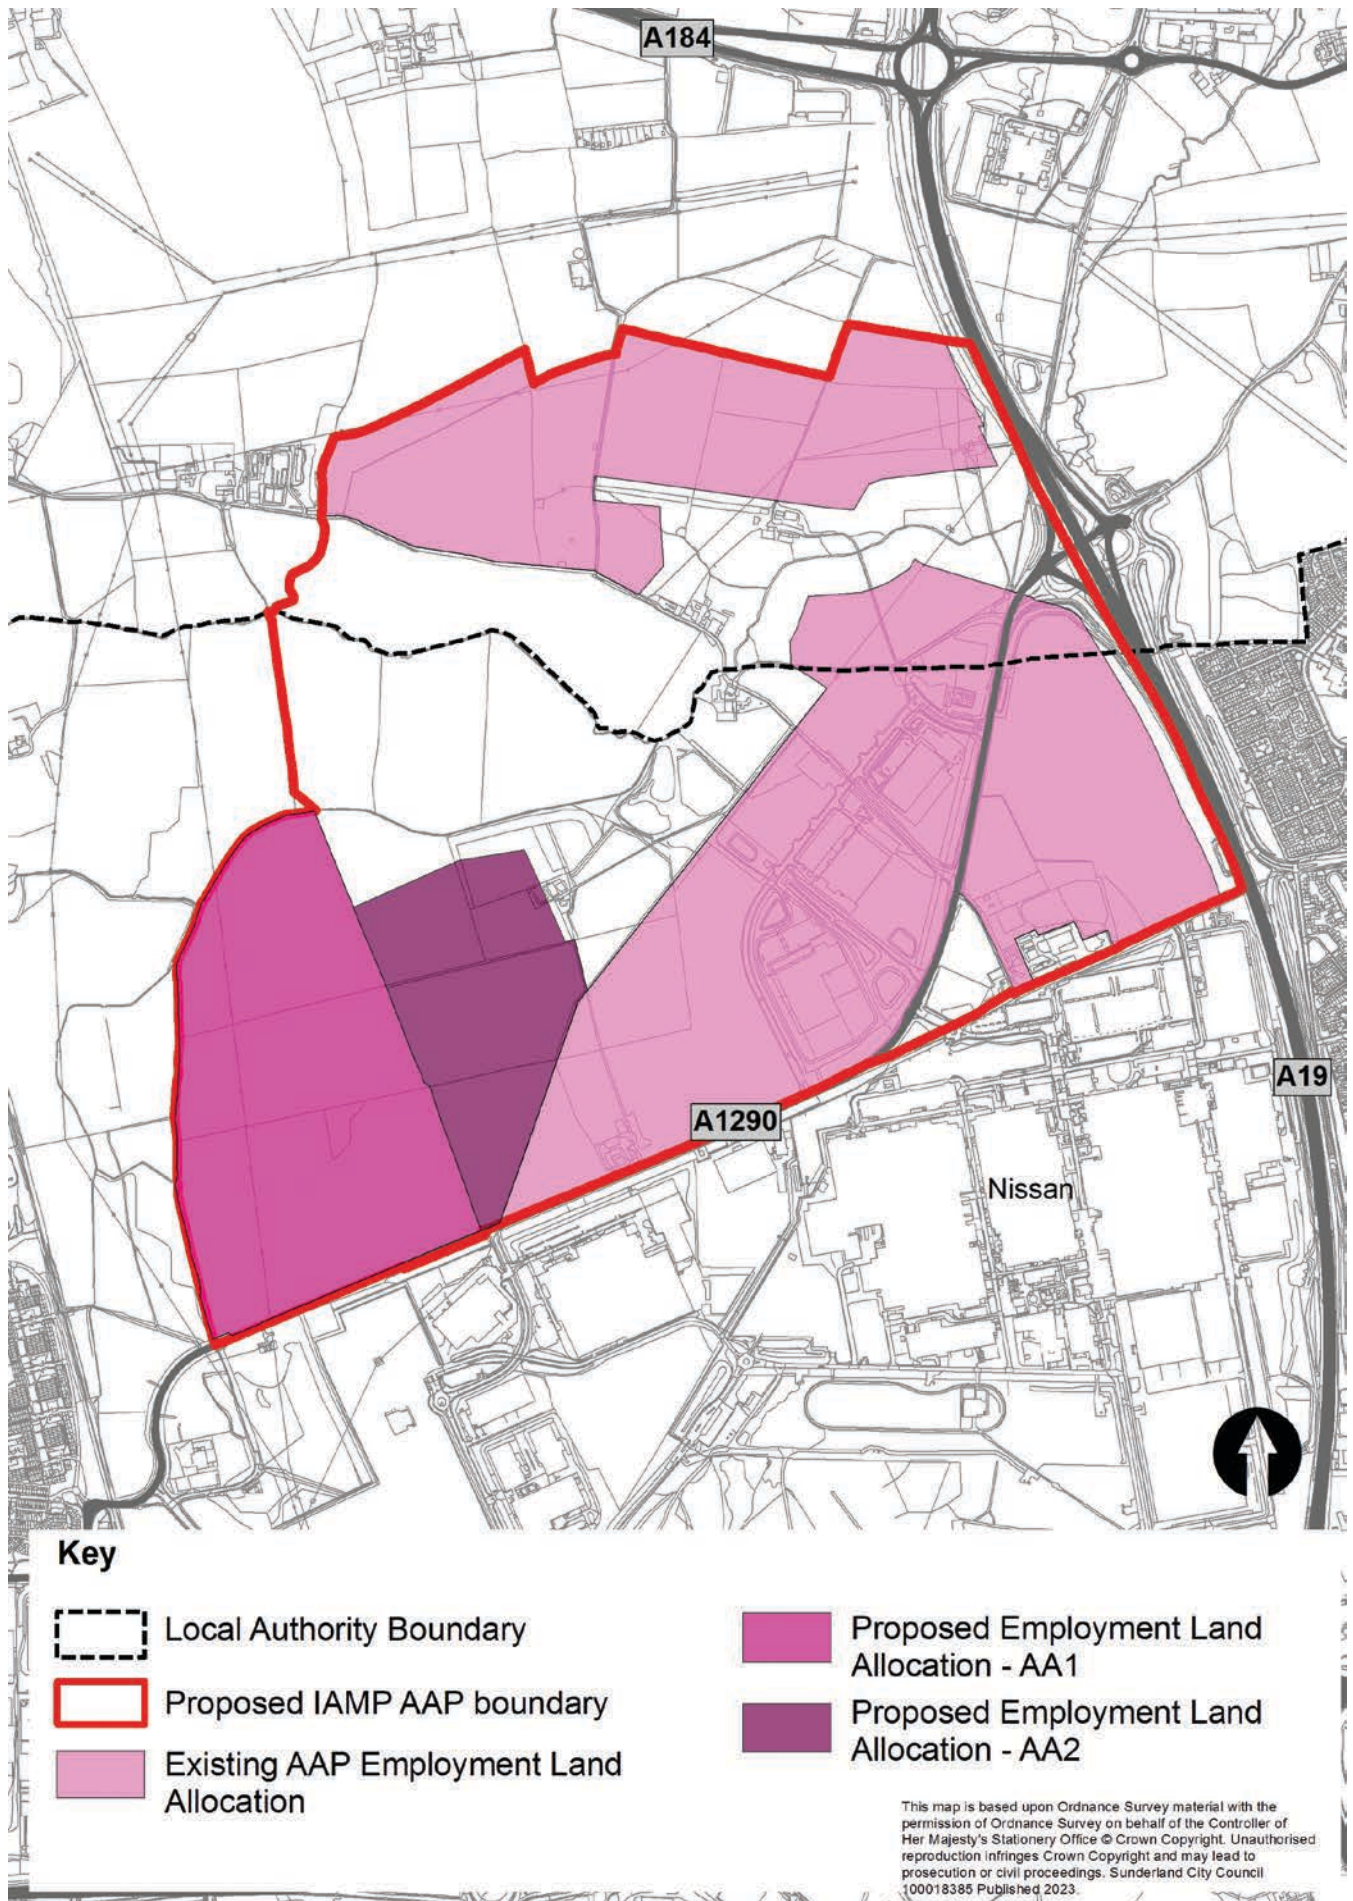 A184
A19
A1290
Nissan
Key
Local Authority Boundary
Proposed IAMP AAP boundary
Existing AAP Employment Land
Allocation
Proposed Employment Land
Allocation - AA1
Proposed Employment Land
Allocation - AA2
This map is based upon Ordnance Survey material with the
permission of Ordnance Survey on behalf of the Controller of
Her Majesty's Stationery Office © Crown Copyright. Unauthorised
reproduction infringes Crown Copyright and may lead to
prosecution or civil proceedings. Sunderland City Council
100018385 Published 2023